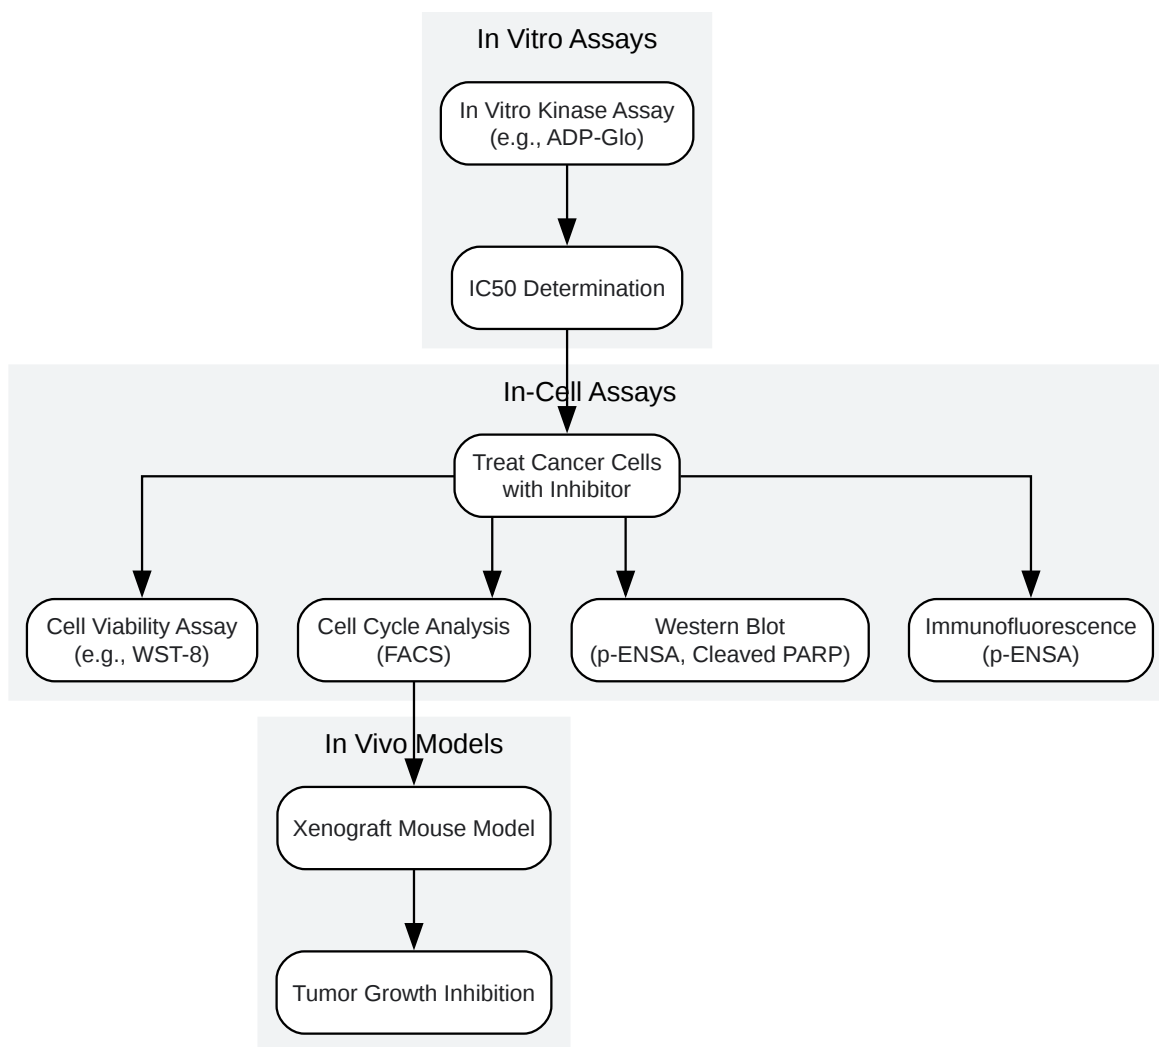 In Vitro Assays
In Vitro Kinase Assay
(e.g., ADP-Glo)
IC50 Determination
In-Cell Assays
Treat Cancer Cells
with Inhibitor
Cell Viability Assay
(e.g., WST-8)
Cell Cycle Analysis
(FACS)
Western Blot
(p-ENSA, Cleaved PARP)
Immunofluorescence
(p-ENSA)
In Vivo Models
Xenograft Mouse Model
Tumor Growth Inhibition